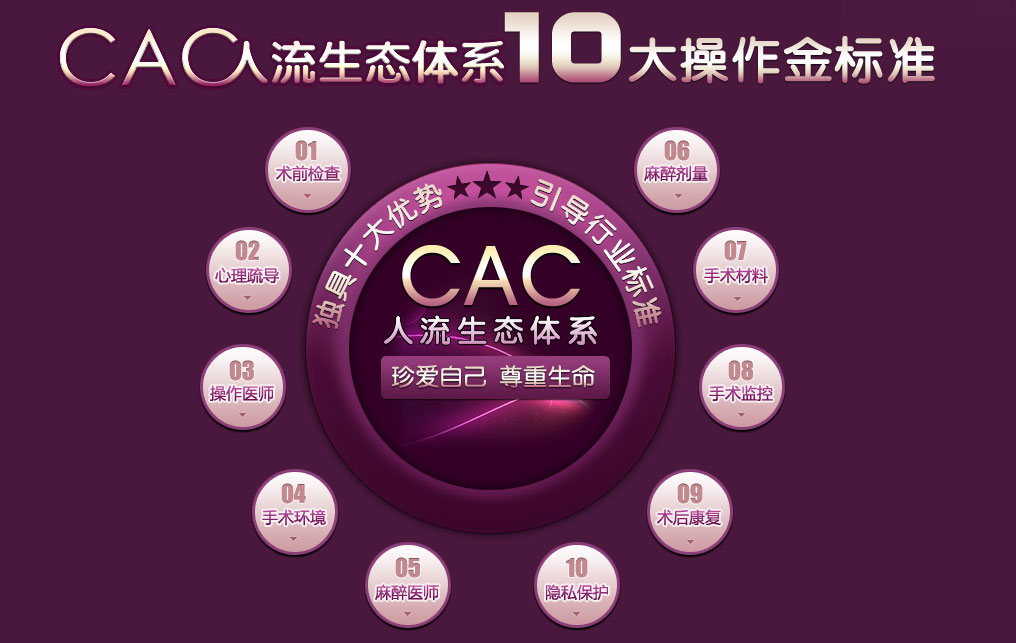 CAC人流生态体系10大操作金标准
01
术前检查
02
心理疏导
03
操作医师
04
手术环境
05
麻醉医师
独具十大优势★★★引导行业标准
CAC
人流生态体系
珍爱自己 尊重生命
06
麻醉剂量
07
手术材料
08
手术监控
09
术后康复
10
隐私保护